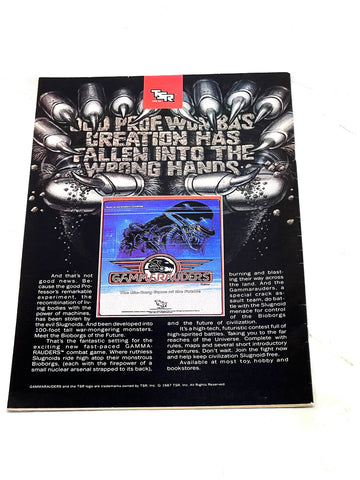 TSR
OLD PROF. WON BAS
CREATION HAS
FALLEN INTO THE
WRONG HANDS
GAMMARAUDERS
TSR
And that's not
good news. Be-
cause the good Pro-
fessor's remarkable
experiment, the
recombination of liv-
ing bodies with the
power of machines,
has been stolen by
the evil Slugnoids. And been developed into
100-foot tall war-mongering monsters.
Meet the Bioborgs of the Future.
That's the fantastic setting for the
exciting new fast-paced GAMMA-
RAUDERS™ combat game. Where ruthless
Slugnoids ride high atop their monstrous
Bioborgs, (each with the firepower of a
small nuclear arsenal strapped to its back),
burning and blast-
ing their way across
the land. And the
Gammarauders, a
special crack as-
sault team, do bat-
tle with the Slugnoid
menace for control
of the Bioborgs
and the future of civilization.
It's a high-tech, futuristic contest full of
high-spirited battles. Taking you to the far
reaches of the Universe. Complete with
rules, maps and several short introductory
adventures. Don't wait. Join the fight now
and help keep civilization Slugnoid-free.
Available at most toy, hobby and
bookstores.
GAMMARAUDERS and the TSR logo are trademarks owned by TSR, Inc. © 1987 TSR, Inc. All Rights Reserved.